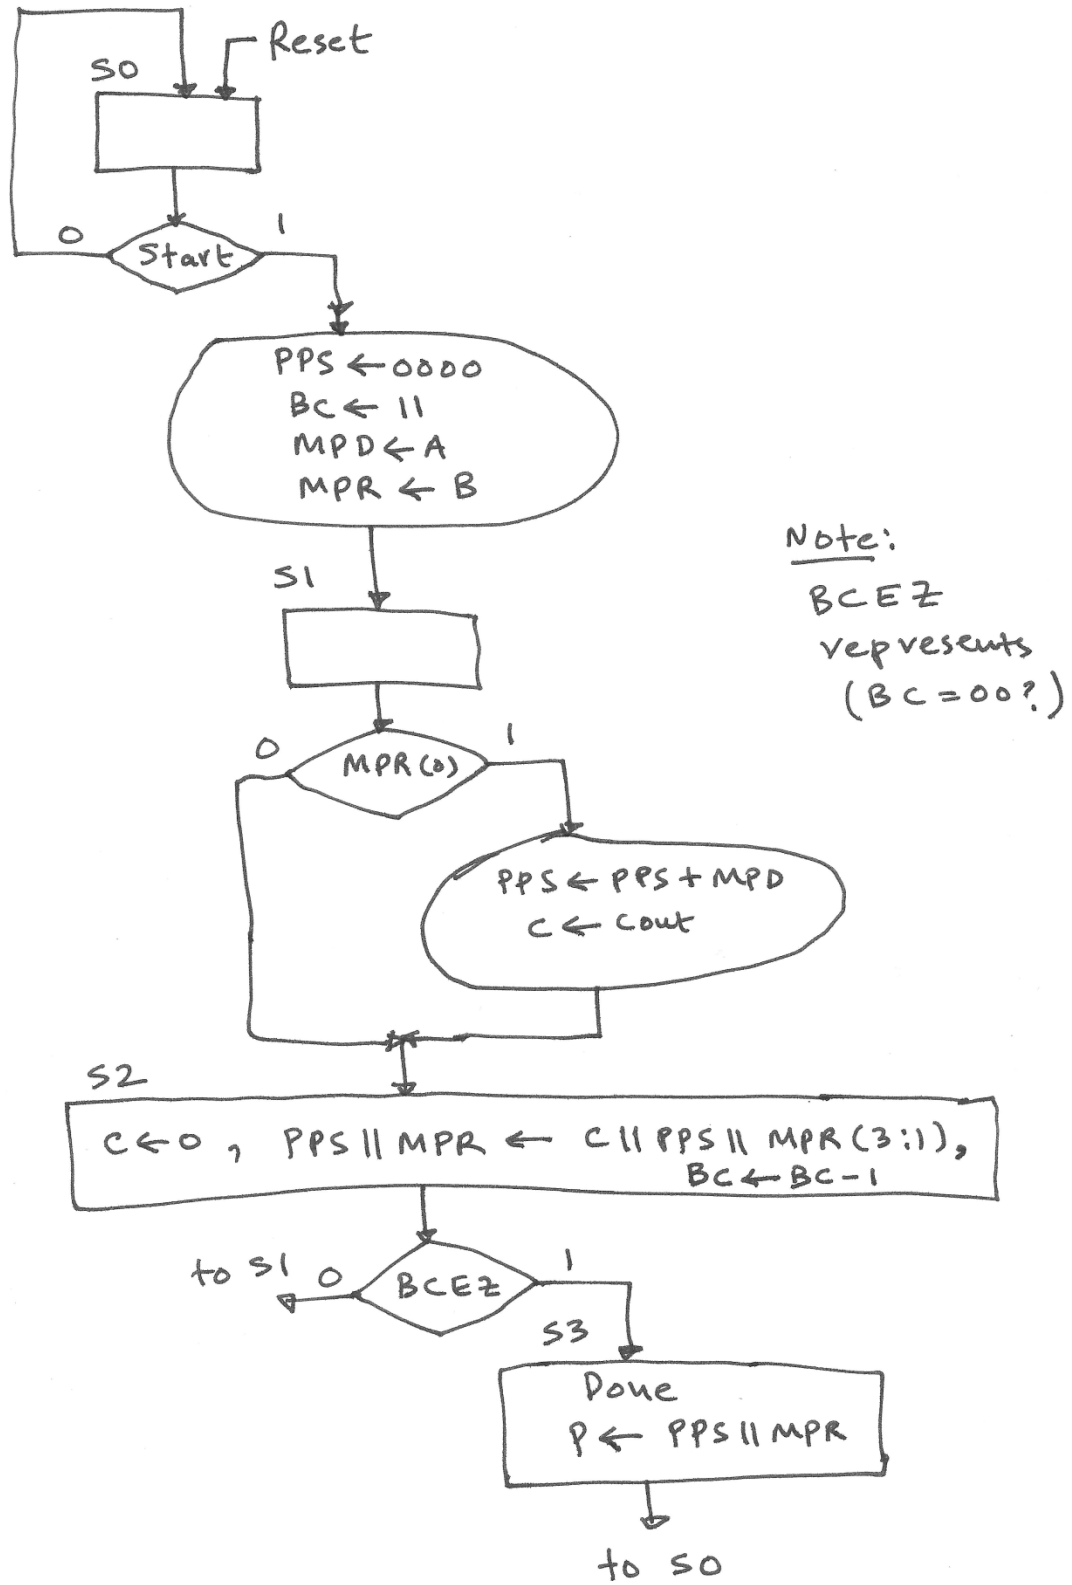 Reset
S0
0
1
Start
PPS ← 0000
BC ← 11
MPD ← A
MPR ← B
Note:
BCEZ
represents
(BC=00?)
S1
0
1
MPR(0)
PPS ← PPS + MPD
C ← Cout
S2
C ← 0, PPS || MPR ← C || PPS || MPR(3:1),
BC ← BC - 1
to S1
0
1
BCEZ
S3
Done
P ← PPS || MPR
to S0